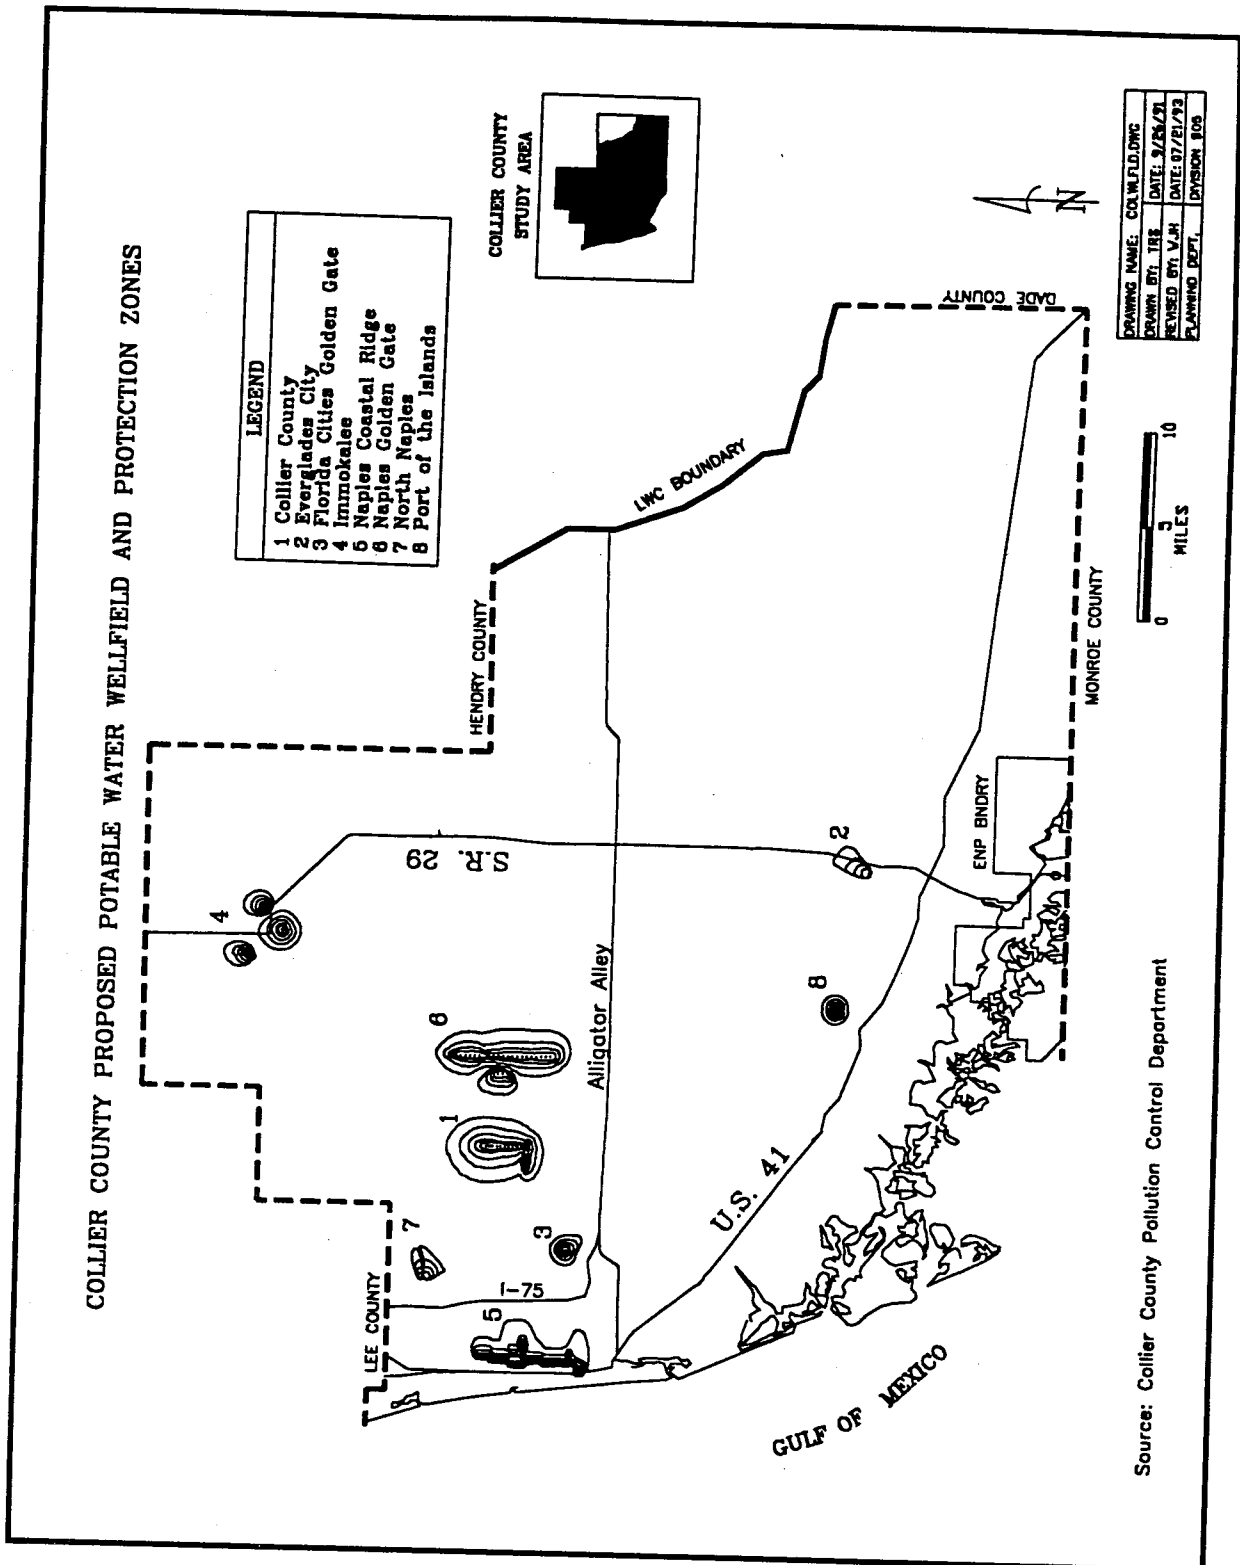 COLLIER COUNTY PROPOSED POTABLE WATER WELLFIELD AND PROTECTION ZONES
LEGEND
1 Collier County
2 Everglades City
3 Florida Cities Golden Gate
4 Immokalee
5 Naples Coastal Ridge
6 Naples Golden Gate
7 North Naples
8 Port of the Islands
COLLIER COUNTY
STUDY AREA
LEE COUNTY
HENDRY COUNTY
LWC BOUNDARY
DADE COUNTY
MONROE COUNTY
ENP BNDRY
S.R. 29
Alligator Alley
I-75
U.S. 41
GULF OF MEXICO
4
6
1
7
3
5
8
2
N
0 5 10
MILES
DRAWING NAME: COLWLFLD.DWG
DRAWN BY: TRS DATE: 9/26/91
REVISED BY: VJH DATE: 07/21/93
PLANNING DEPT. DIVISION
Source: Collier County Pollution Control Department